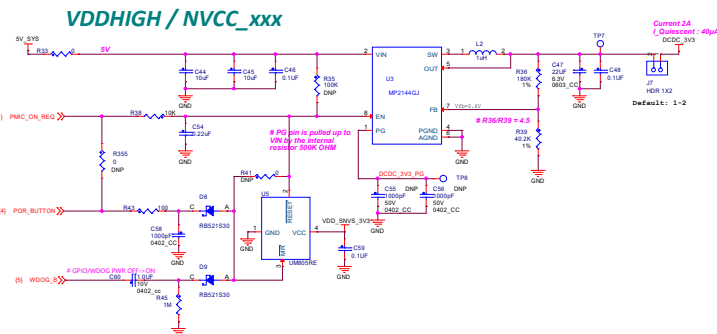 VDDHIGH / NVCC_xxx
5V_SYS
R33
0
5V
C44
10uF
C45
10uF
C46
0.1UF
GND
R35
100K
DNP
2
VIN
U3
MP2144GJ
SW
3
OUT
5
L2
1uH
R36
180K
1%
C47
22UF
6.3V
0603_CC
C48
0.1UF
GND
TP7
Current 2A
I_Quiescent : 40μA
DCDC_3V3
J7
HDR 1X2
Default: 1-2
PMIC_ON_REQ
R38
10K
C54
0.22uF
GND
8
EN
1
PG
FB
7
Vfb=0.6V
PGND
4
AGND
6
GND
# R36/R39 = 4.5
R39
40.2K
1%
GND
# PG pin is pulled up to
VIN by the internal
resistor 500K OHM
R355
0
DNP
R41
0
DNP
DCDC_3V3_PG
TP8
C55
1000pF
50V
0402_CC
DNP
C56
1000pF
50V
0402_CC
DNP
GND
(4)
POR_BUTTON
R43
100
D8
C
A
RB521S30
C58
1000pF
0402_CC
GND
U5
2
RESET
1
GND
VCC
4
MR
3
UM805RE
GND
VDD_SNVS_3V3
C59
0.1UF
GND
# GPIO/WDOG PWR OFF->ON
(5)
WDOG_B
C60
1.0UF
10V
0402_cc
D9
C
A
RB521S30
R45
1M
GND